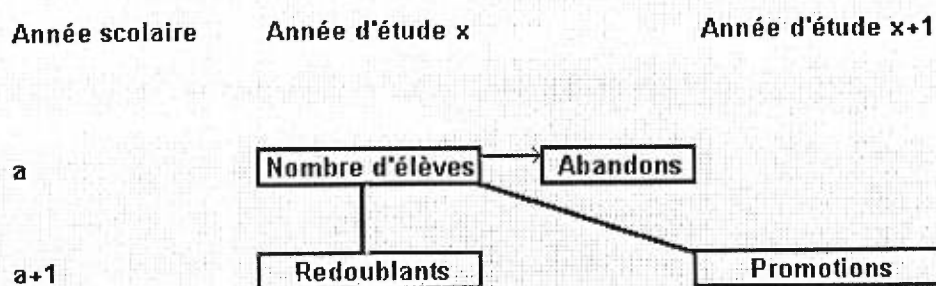 Année scolaire Année d'étude x Année d'étude x+1
a Nombre d'élèves Abandons
a+1 Redoublants Promotions